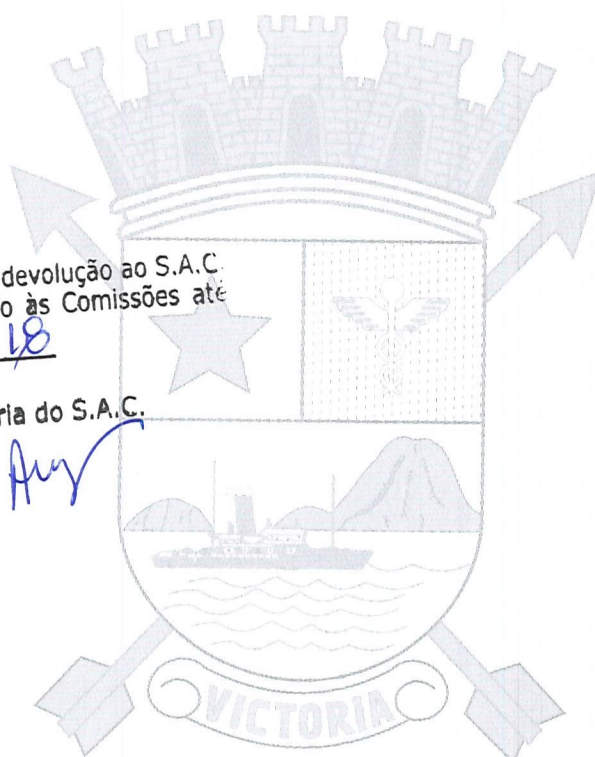 devolução ao S.A.C.
o às Comissões até
18
ria do S.A.C.
VICTORIA